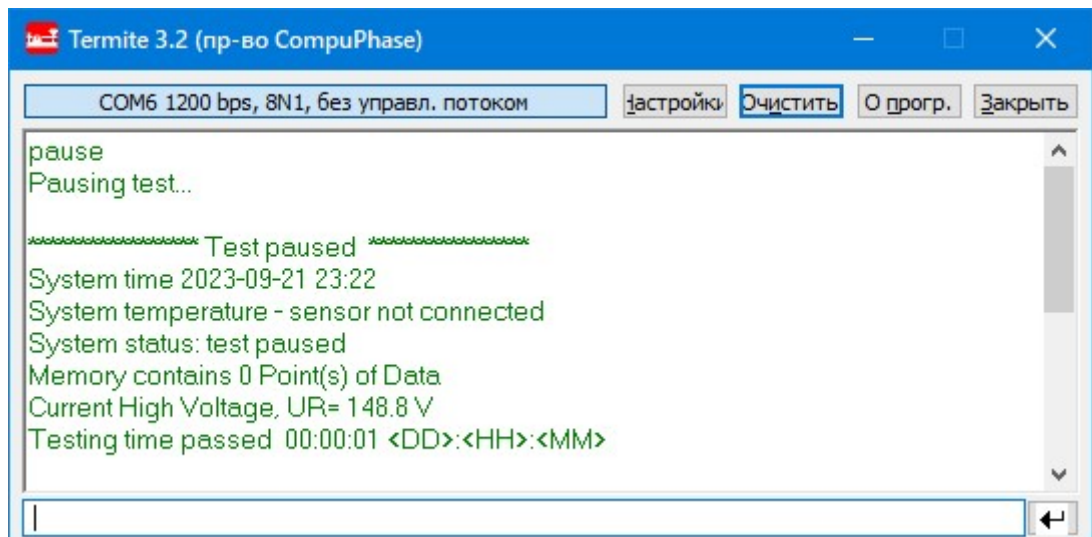 Termite 3.2 (пр-во CompuPhase)
COM6 1200 bps, 8N1, без управл. потоком Настройки Очистить О прогр. Закрыть
pause
Pausing test...
***************** Test paused ****************
System time 2023-09-21 23:22
System temperature - sensor not connected
System status: test paused
Memory contains 0 Point(s) of Data
Current High Voltage, UR= 148.8 V
Testing time passed 00:00:01 <DD>:<HH>:<MM>